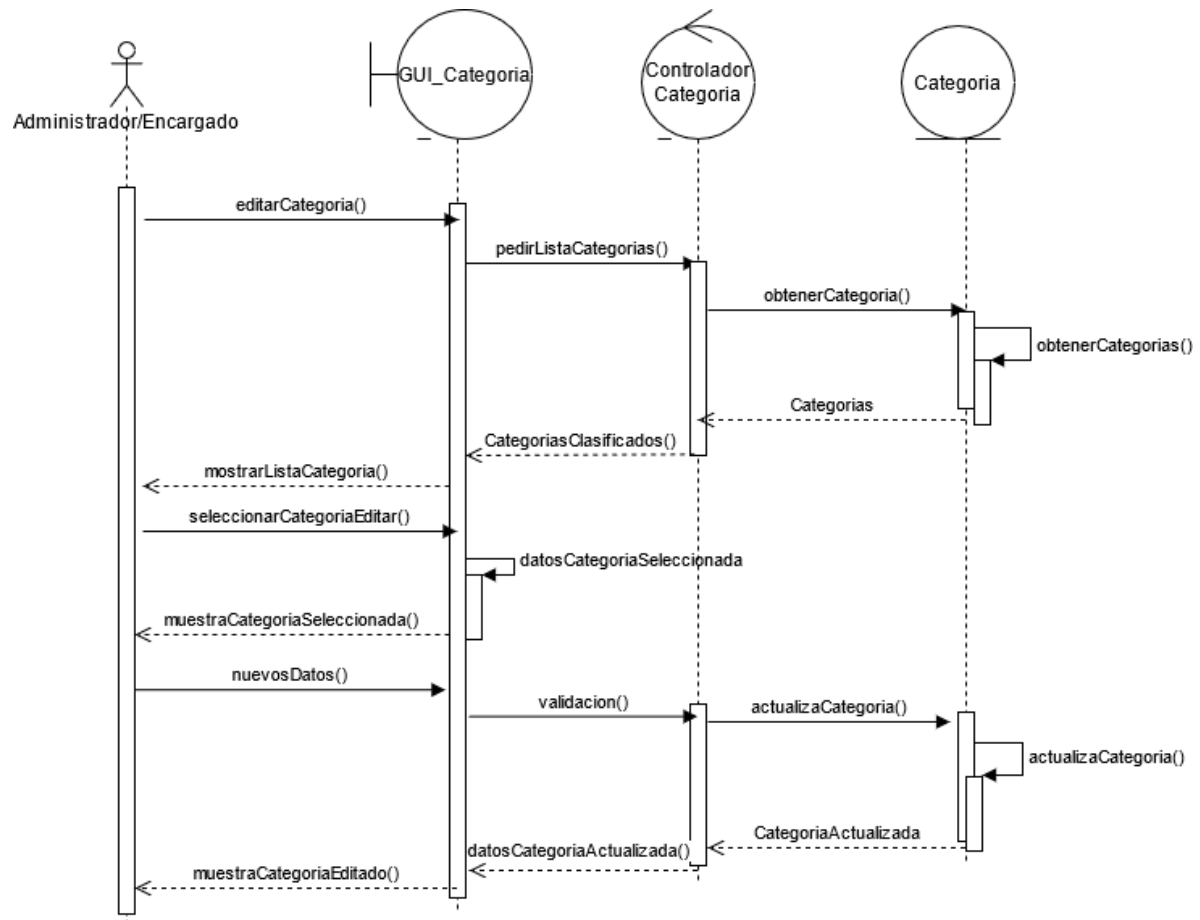 Administrador/Encargado
GUI_Categoria
Controlador
Categoria
Categoria
editarCategoria()
pedirListaCategorias()
obtenerCategoria()
obtenerCategorias()
Categorias
CategoriasClasificados()
mostrarListaCategoria()
seleccionarCategoriaEditar()
datosCategoriaSeleccionada
muestraCategoriaSeleccionada()
nuevosDatos()
validacion()
actualizaCategoria()
actualizaCategoria()
CategoriaActualizada
datosCategoriaActualizada()
muestraCategoriaEditado()